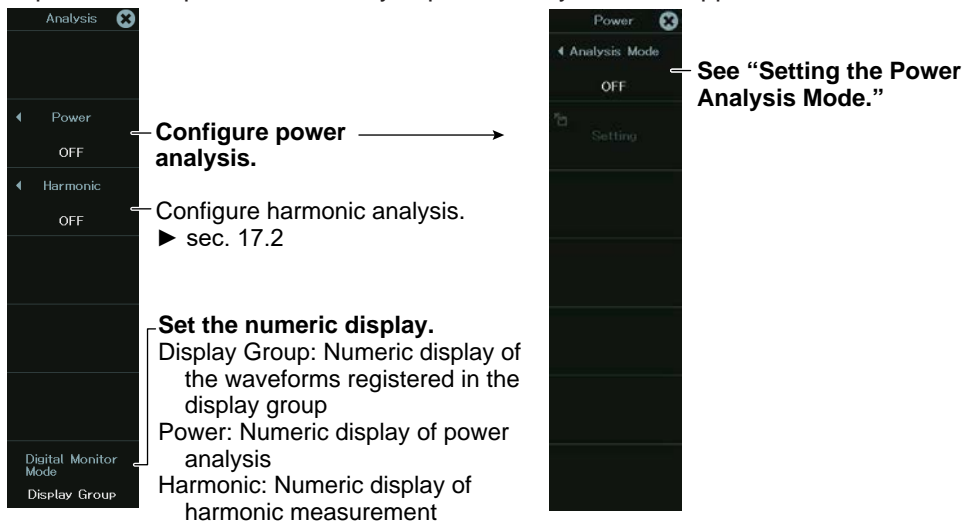 Analysis
Power
OFF
Harmonic
OFF
Digital Monitor
Mode
Display Group
Configure power
analysis.
Configure harmonic analysis.
► sec. 17.2
Set the numeric display.
Display Group: Numeric display of
the waveforms registered in the
display group
Power: Numeric display of power
analysis
Harmonic: Numeric display of
harmonic measurement
Power
Analysis Mode
OFF
Setting
See “Setting the Power
Analysis Mode.”